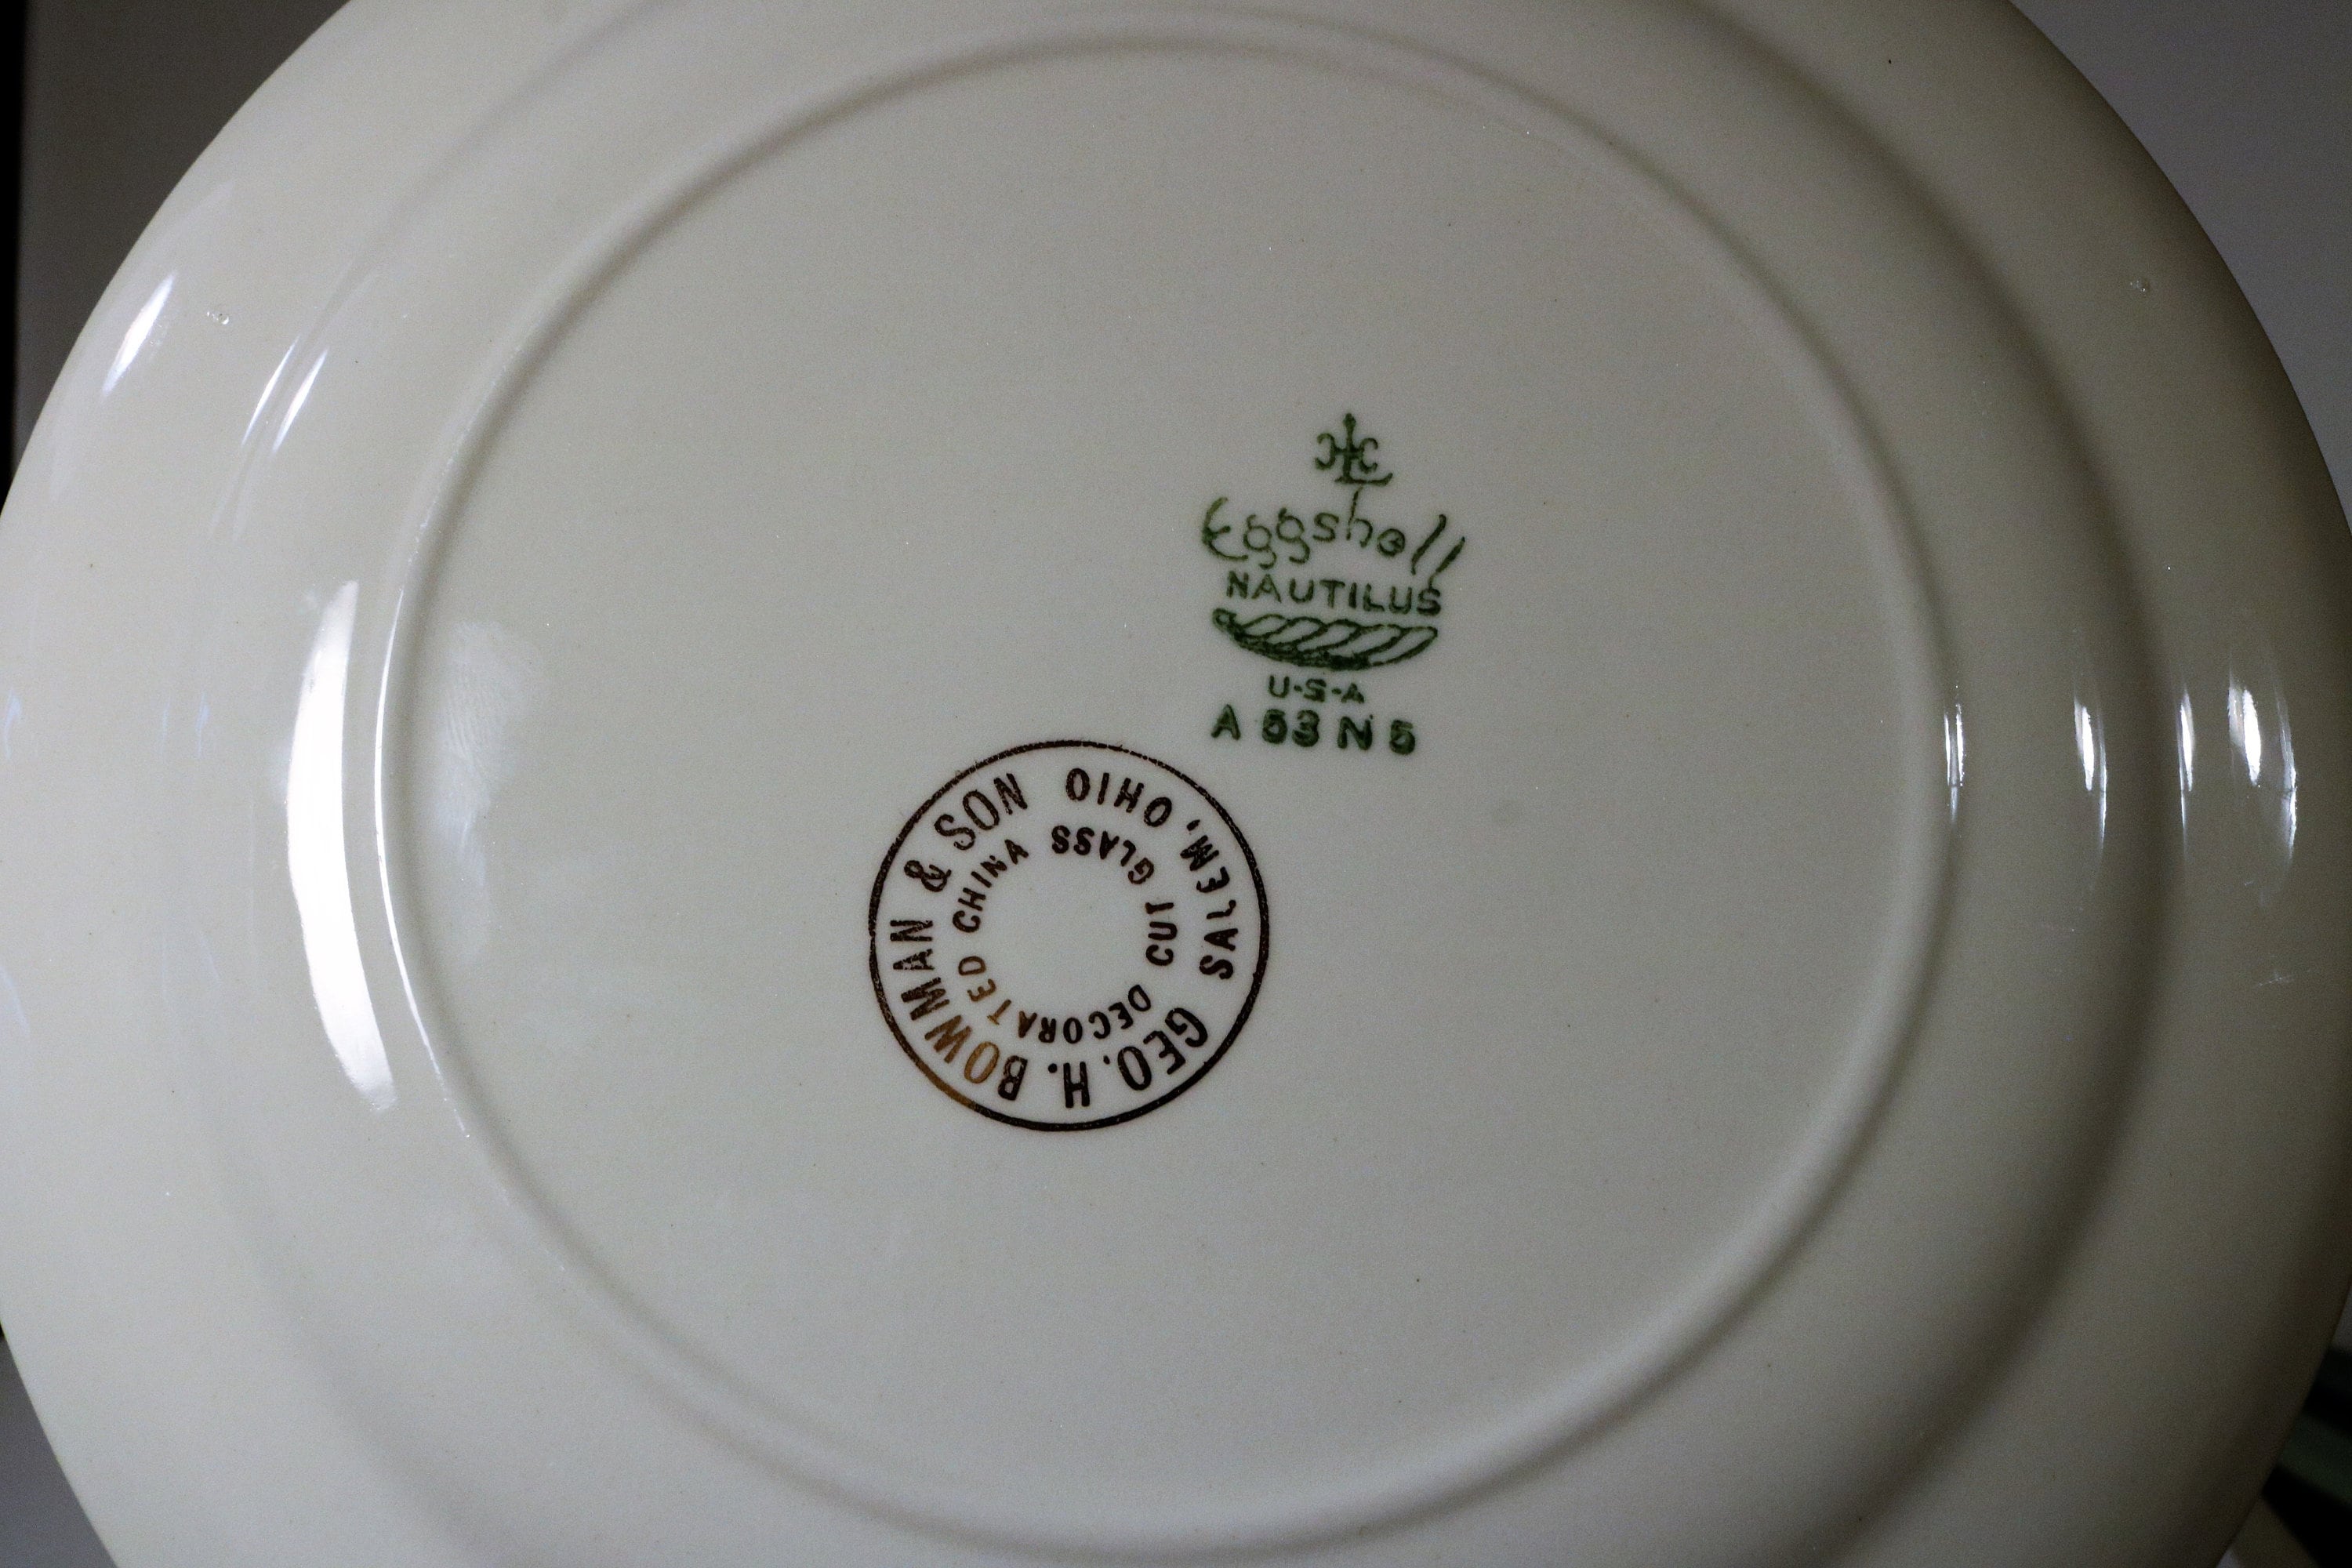 HLC
Eggshell
NAUTILUS
U-S-A
A 53 N 5
GEO. H. BOWMAN & SON
SALEM, OHIO
DECORATED CHINA
CUT GLASS